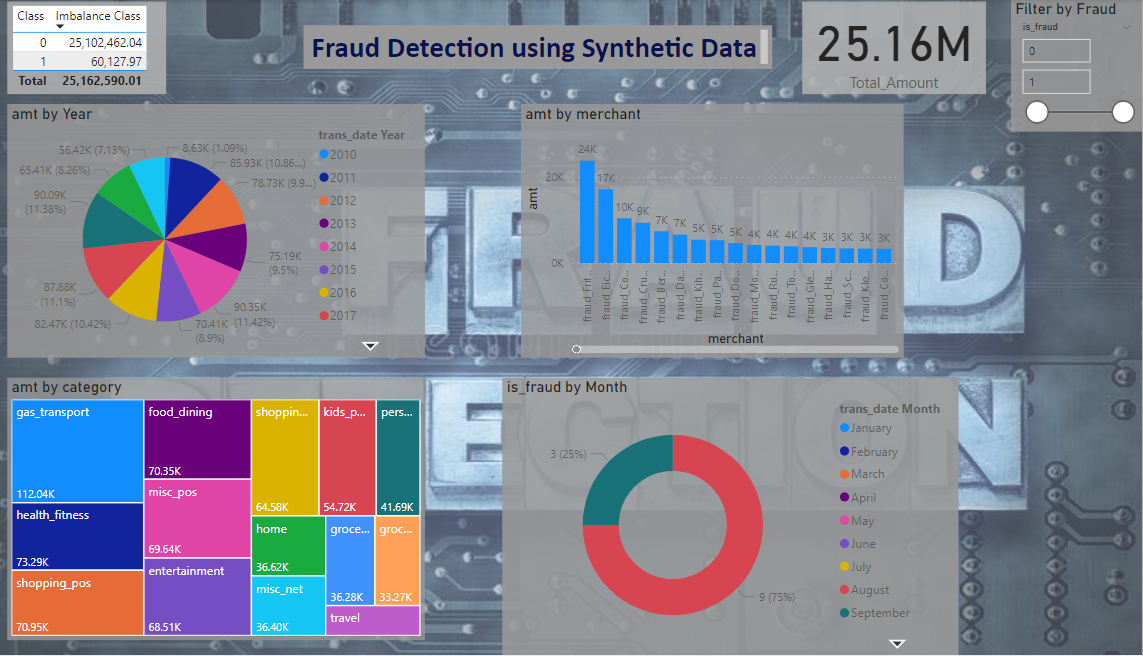 Class Imbalance Class
0 25,102,462.04
1 60,127.97
Total 25,162,590.01
Fraud Detection using Synthetic Data
25.16M
Total_Amount
Filter by Fraud
is_fraud
0
1
amt by Year
56.42K (7.13%)
8.63K (1.09%)
65.41K (8.26%)
85.93K (10.86...)
90.09K
(11.38%)
78.73K (9.9...)
75.19K
(9.5%)
87.88K
(11.1%)
90.35K
(11.42%)
82.47K (10.42%)
70.41K
(8.9%)
trans_date Year
2010
2011
2012
2013
2014
2015
2016
2017
amt by merchant
amt
20K
0K
24K
17K
10K
9K
7K
7K
5K
5K
5K
4K
4K
4K
4K
3K
3K
3K
3K
fraud_Frit...
fraud_Eic...
fraud_Co...
fraud_Cru...
fraud_Ber...
fraud_Da...
fraud_Kih...
fraud_Pa...
fraud_Do...
fraud_Mo...
fraud_Ru...
fraud_To...
fraud_Gle...
fraud_Ha...
fraud_Sc...
fraud_Kle...
fraud_Co...
merchant
FRAUD
amt by category
gas_transport
112.04K
health_fitness
73.29K
shopping_pos
70.95K
food_dining
70.35K
misc_pos
69.64K
entertainment
68.51K
shoppin...
64.58K
kids_p...
54.72K
pers...
41.69K
home
36.62K
misc_net
36.40K
groce...
36.28K
groc...
33.27K
travel
is_fraud by Month
3 (25%)
9 (75%)
trans_date Month
January
February
March
April
May
June
July
August
September